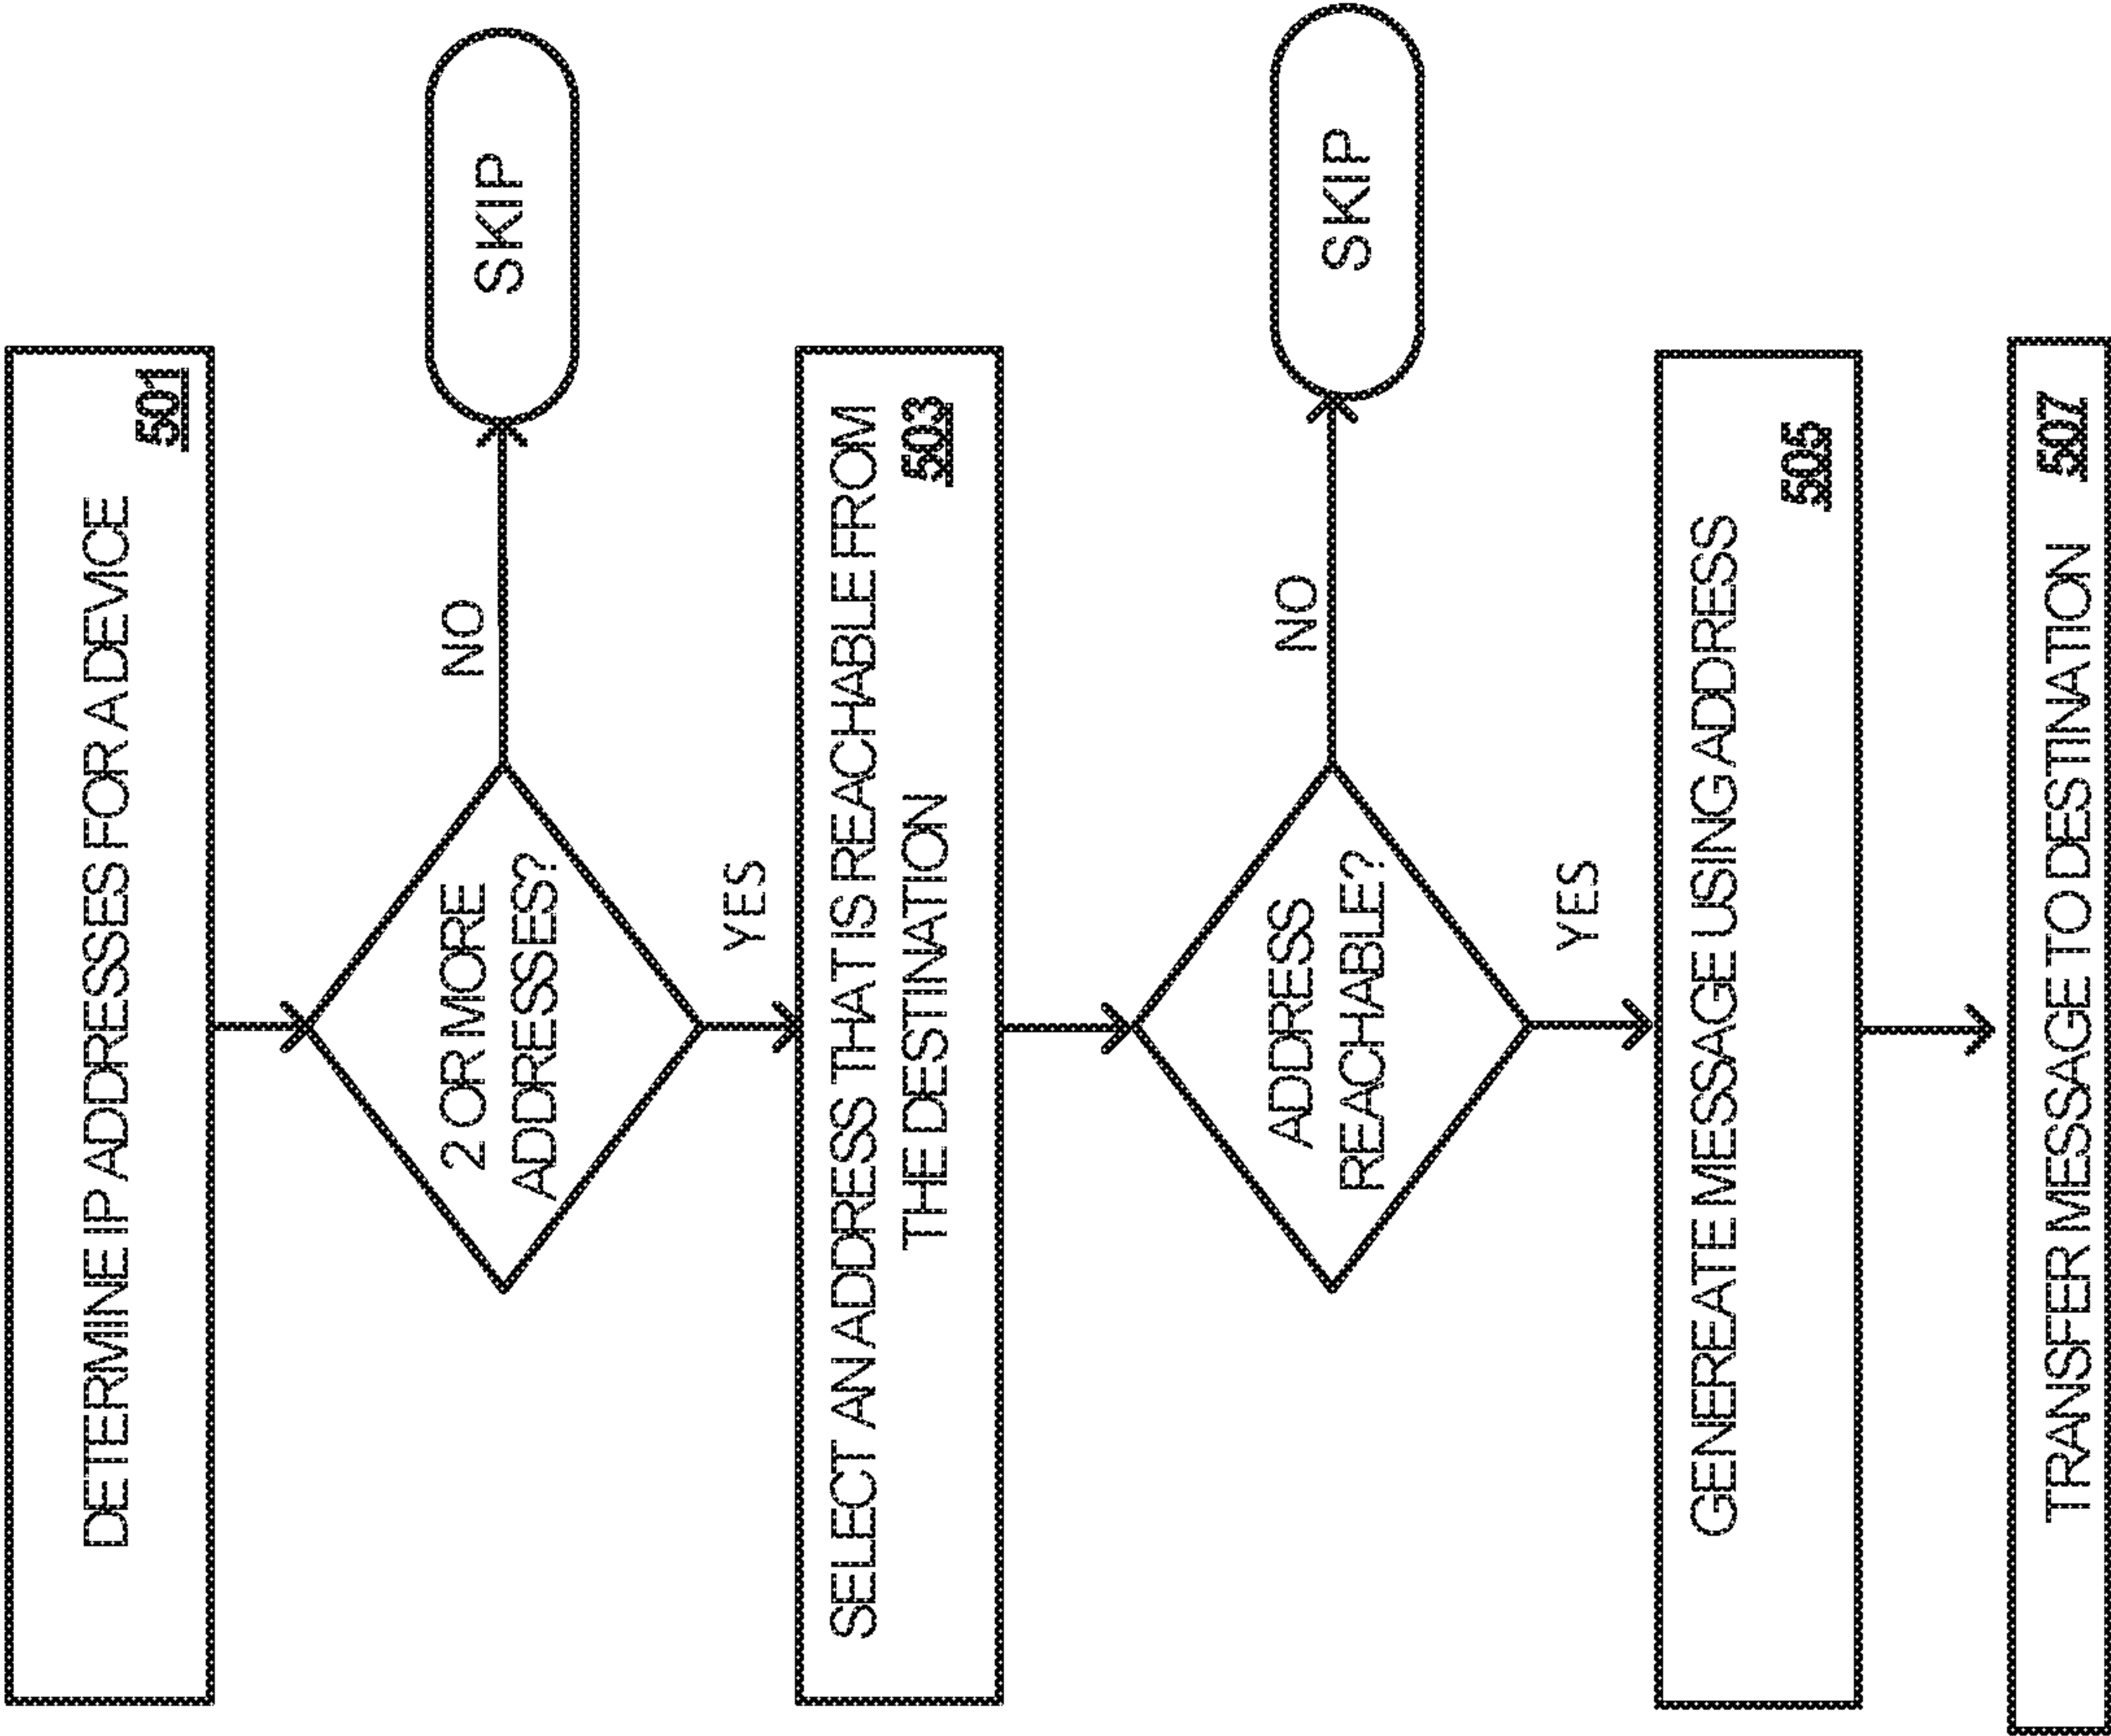 DETERMINE IP ADDRESSES FOR A DEVICE
501
2 OR MORE
ADDRESSES?
NO
SKIP
YES
SELECT AN ADDRESS THAT IS REACHABLE FROM
THE DESTINATION 503
ADDRESS
REACHABLE?
NO
SKIP
YES
GENEREATE MESSAGE USING ADDRESS
505
TRANSFER MESSAGE TO DESTINATION 507